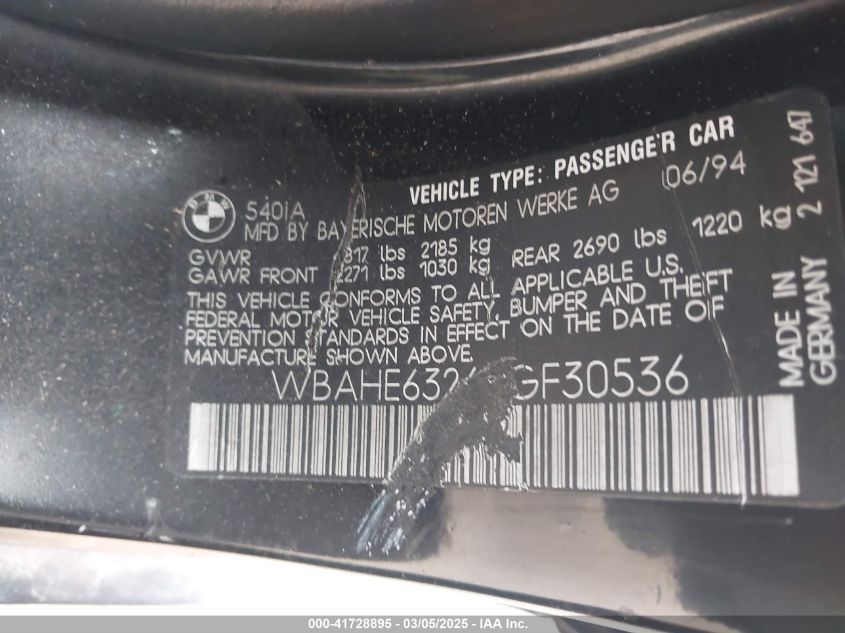 VEHICLE TYPE: PASSENGER CAR
BMW
540IA 06/94
MFD BY BAYERISCHE MOTOREN WERKE AG
GVWR 817 lbs 2185 kg
GAWR FRONT 2271 lbs 1030 kg REAR 2690 lbs 1220 kg
THIS VEHICLE CONFORMS TO ALL APPLICABLE U.S.
FEDERAL MOTOR VEHICLE SAFETY, BUMPER AND THEFT
PREVENTION STANDARDS IN EFFECT ON THE DATE OF
MANUFACTURE SHOWN ABOVE.
WBAHE632 GF30536
MADE IN
GERMANY 2 121 647
000-41728895 - 03/05/2025 - IAA Inc.